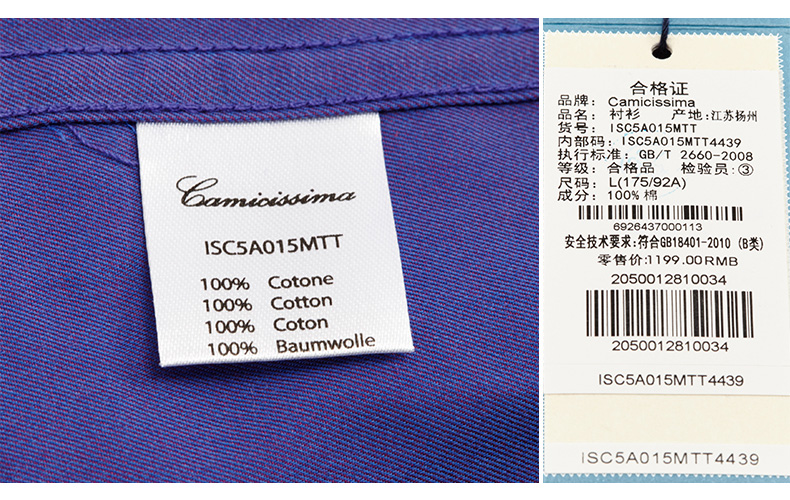 Camicissima
ISC5A015MTT
100% Cotone
100% Cotton
100% Coton
100% Baumwolle
合格证
品牌: Camicissima
品名: 衬衫 产地:江苏扬州
货号: ISC5A015MTT
内部码: ISC5A015MTT4439
执行标准: GB/T 2660-2008
等级: 合格品 检验员:③
尺码: L(175/92A)
成分: 100% 棉
6926437000113
安全技术要求:符合GB18401-2010 (B类)
零售价:1199.00RMB
2050012810034
2050012810034
ISC5A015MTT4439
ISC5A015MTT4439